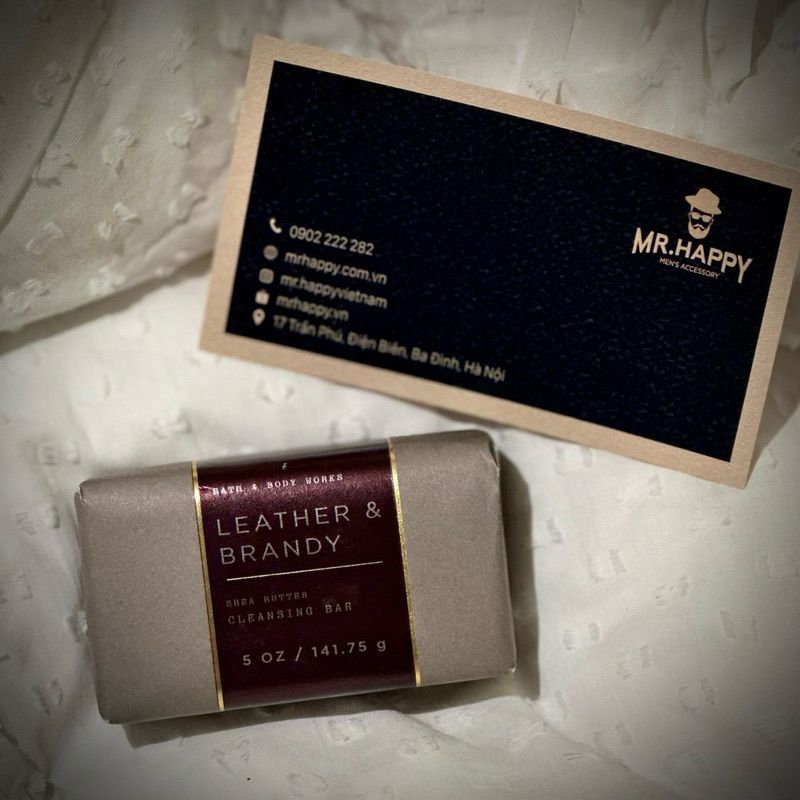 0902 222 282
mrhappy.com.vn
mr.happyvietnam
mrhappy.vn
17 Trần Phú, Điện Biên, Ba Đình, Hà Nội
MR.HAPPY
MEN'S ACCESSORY
BATH & BODY WORKS
LEATHER &
BRANDY
SHEA BUTTER
CLEANSING BAR
5 OZ / 141.75 g